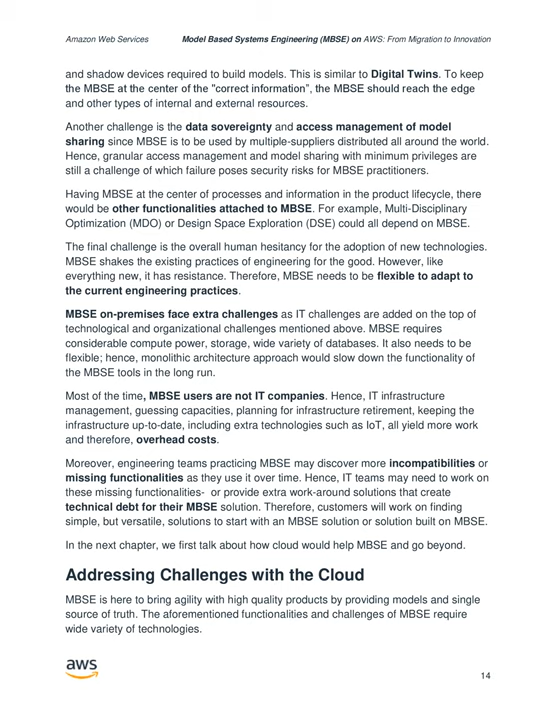 Amazon Web Services Model Based Systems Engineering (MBSE) on AWS: From Migration to Innovation
and shadow devices required to build models. This is similar to Digital Twins. To keep
the MBSE at the center of the "correct information", the MBSE should reach the edge
and other types of internal and external resources.
Another challenge is the data sovereignty and access management of model
sharing since MBSE is to be used by multiple-suppliers distributed all around the world.
Hence, granular access management and model sharing with minimum privileges are
still a challenge of which failure poses security risks for MBSE practitioners.
Having MBSE at the center of processes and information in the product lifecycle, there
would be other functionalities attached to MBSE. For example, Multi-Disciplinary
Optimization (MDO) or Design Space Exploration (DSE) could all depend on MBSE.
The final challenge is the overall human hesitancy for the adoption of new technologies.
MBSE shakes the existing practices of engineering for the good. However, like
everything new, it has resistance. Therefore, MBSE needs to be flexible to adapt to
the current engineering practices.
MBSE on-premises face extra challenges as IT challenges are added on the top of
technological and organizational challenges mentioned above. MBSE requires
considerable compute power, storage, wide variety of databases. It also needs to be
flexible; hence, monolithic architecture approach would slow down the functionality of
the MBSE tools in the long run.
Most of the time, MBSE users are not IT companies. Hence, IT infrastructure
management, guessing capacities, planning for infrastructure retirement, keeping the
infrastructure up-to-date, including extra technologies such as IoT, all yield more work
and therefore, overhead costs.
Moreover, engineering teams practicing MBSE may discover more incompatibilities or
missing functionalities as they use it over time. Hence, IT teams may need to work on
these missing functionalities- or provide extra work-around solutions that create
technical debt for their MBSE solution. Therefore, customers will work on finding
simple, but versatile, solutions to start with an MBSE solution or solution built on MBSE.
In the next chapter, we first talk about how cloud would help MBSE and go beyond.
Addressing Challenges with the Cloud
MBSE is here to bring agility with high quality products by providing models and single
source of truth. The aforementioned functionalities and challenges of MBSE require
wide variety of technologies.
aws
14